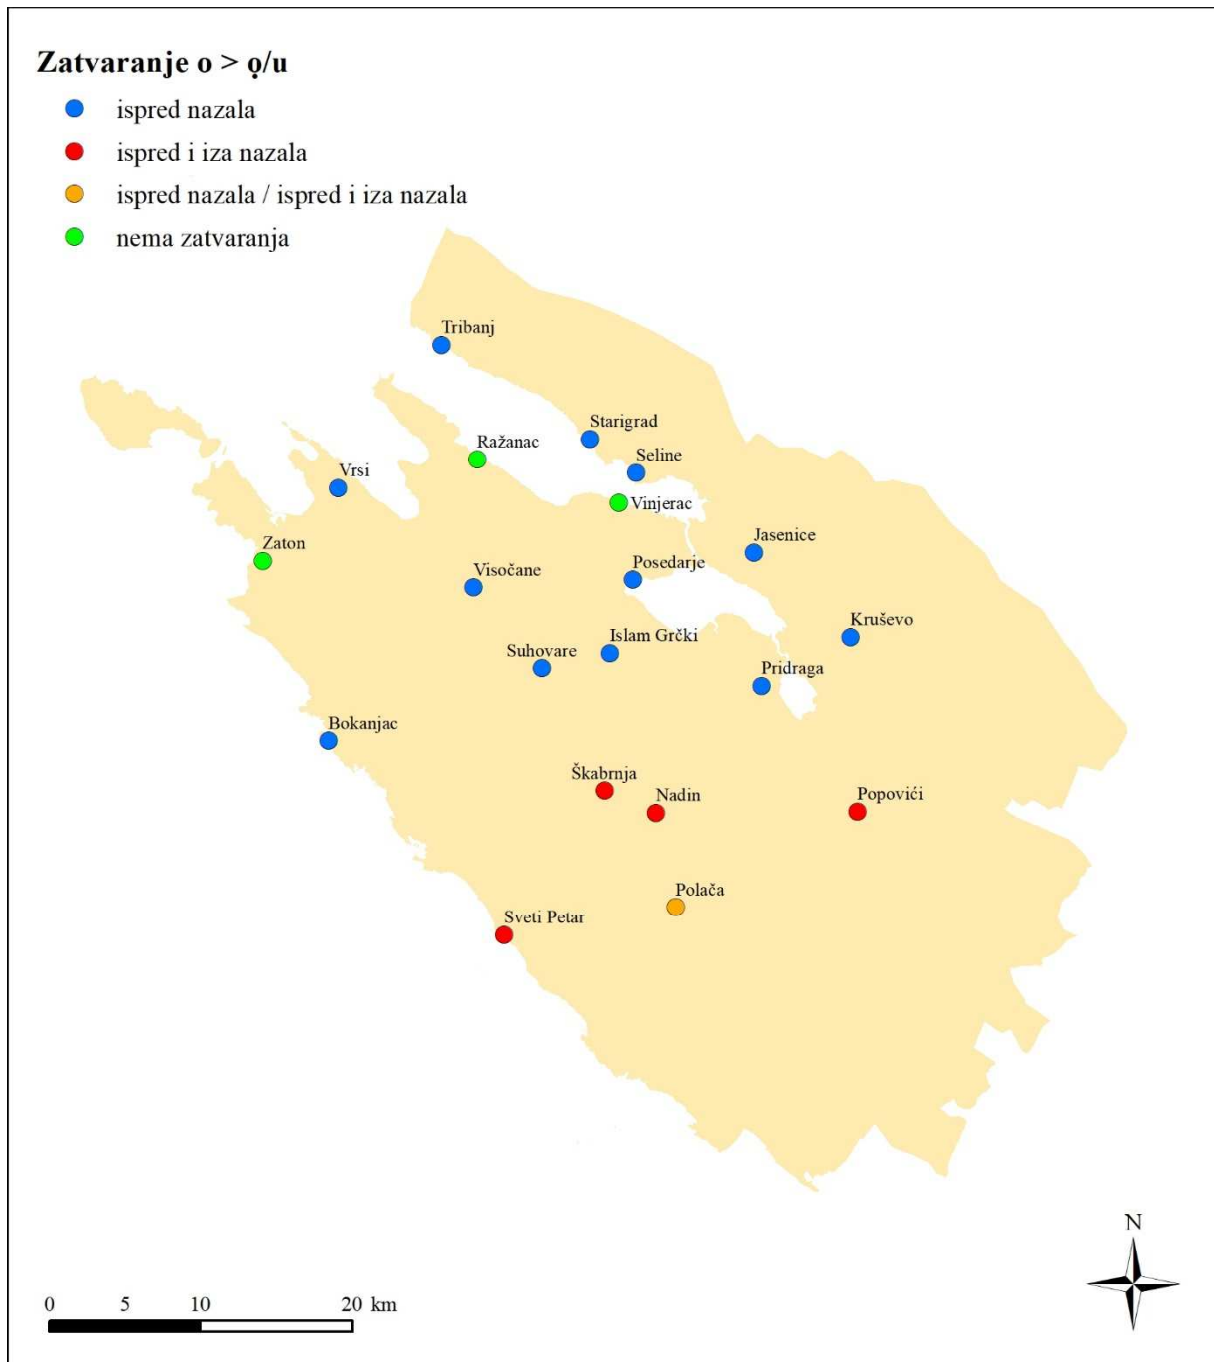 Zatvaranje o > ọ/u
ispred nazala
ispred i iza nazala
ispred nazala / ispred i iza nazala
nema zatvaranja
Tribanj
Starigrad
Ražanac
Seline
Vrsi
Vinjerac
Jasenice
Zaton
Posedarje
Visočane
Kruševo
Islam Grčki
Suhovare
Pridraga
Bokanjac
Škabrnja
Nadin
Popovići
Polača
Sveti Petar
N
0 5 10 20 km